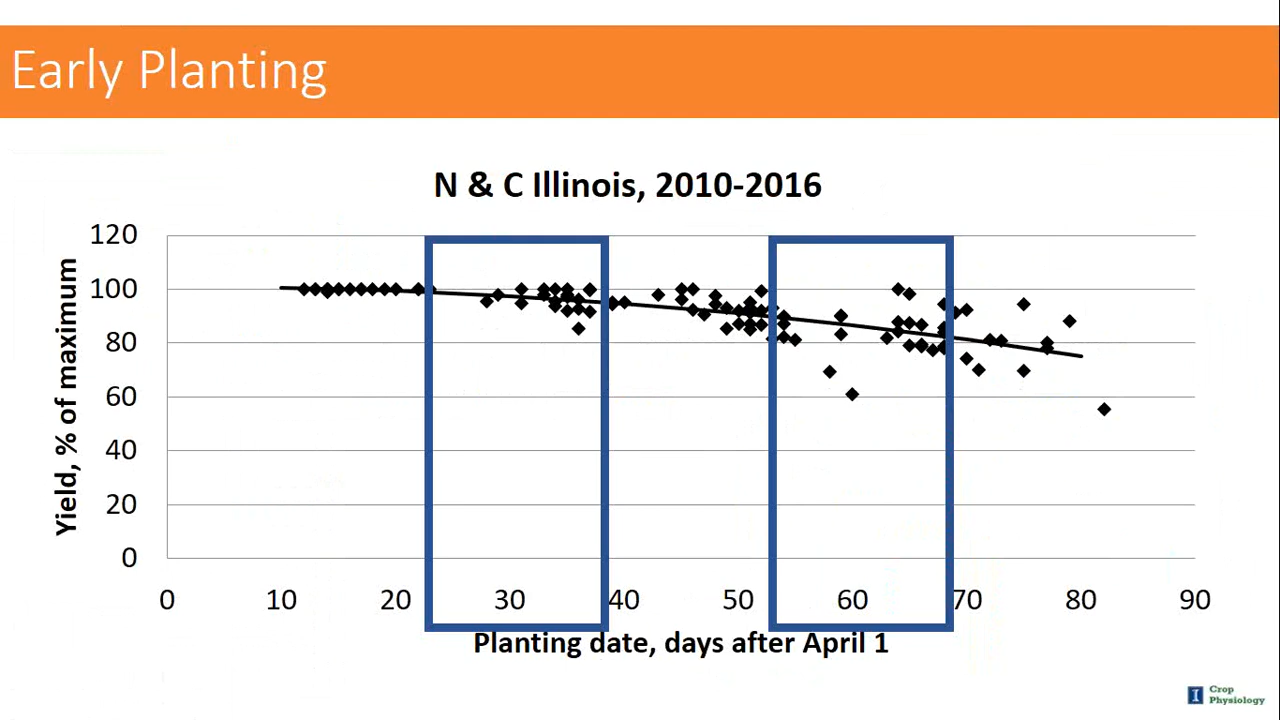 Early Planting
N & C Illinois, 2010-2016
120
100
80
60
40
20
0
Yield, % of maximum
0 10 20 30 40 50 60 70 80 90
Planting date, days after April 1
I Crop
Physiology